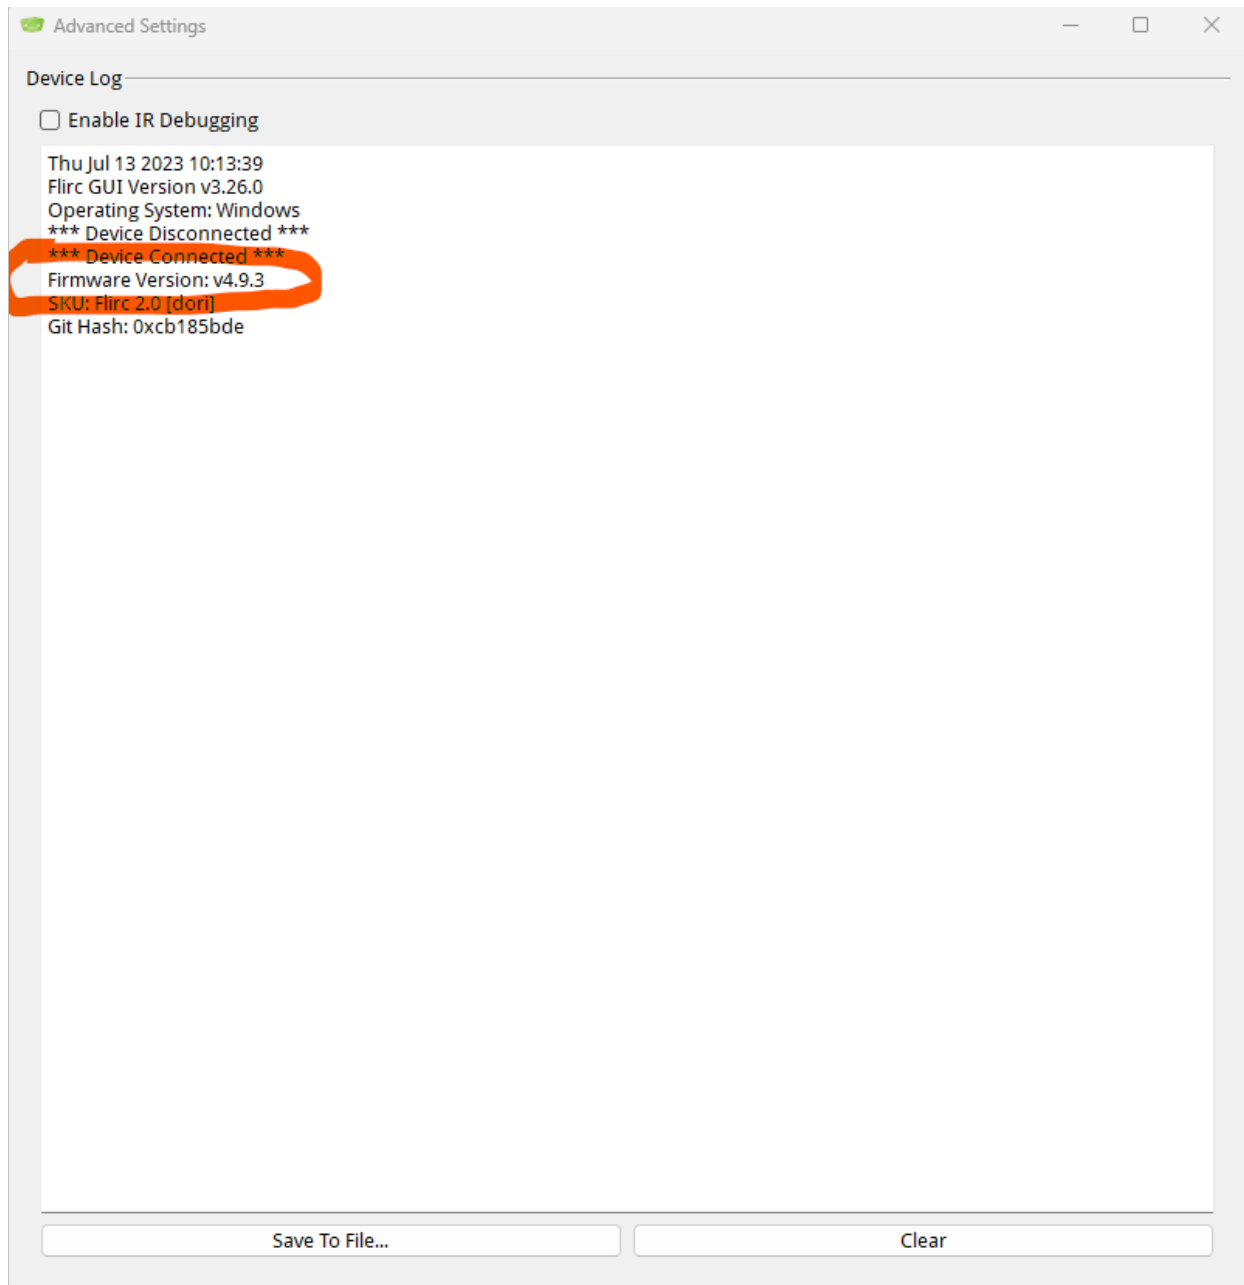 Advanced Settings
Device Log
Enable IR Debugging
Thu Jul 13 2023 10:13:39
Flirc GUI Version v3.26.0
Operating System: Windows
*** Device Disconnected ***
*** Device Connected ***
Firmware Version: v4.9.3
SKU: Flirc 2.0 [dori]
Git Hash: 0xcb185bde
Save To File...
Clear